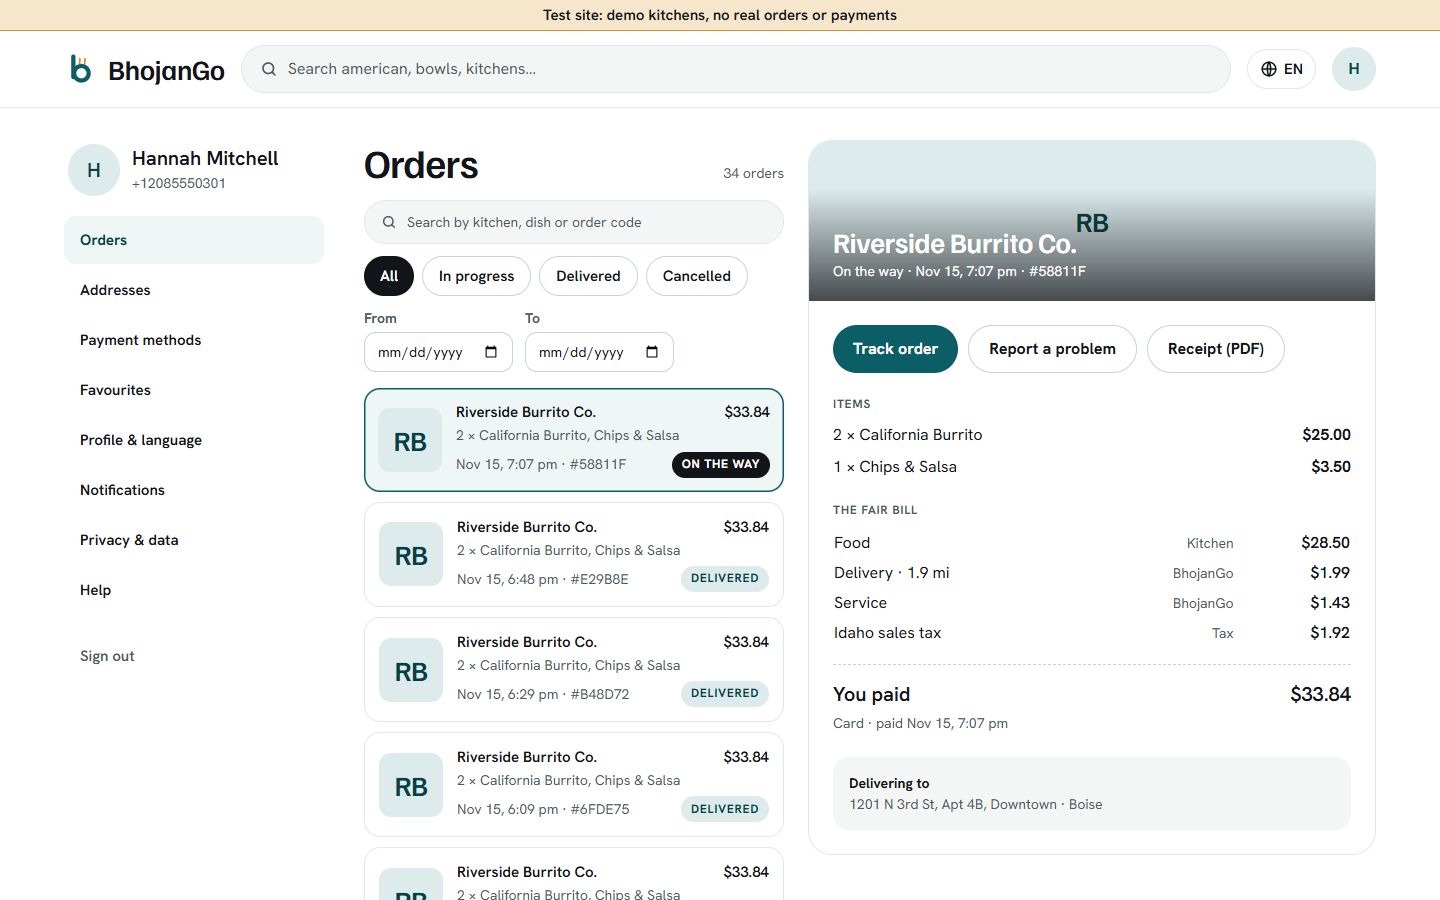 Test site: demo kitchens, no real orders or payments
BhojanGo
Search american, bowls, kitchens...
EN
H
H
Hannah Mitchell
+12085550301
Orders
Addresses
Payment methods
Favourites
Profile & language
Notifications
Privacy & data
Help
Sign out
Orders
34 orders
Search by kitchen, dish or order code
All
In progress
Delivered
Cancelled
From
To
mm/dd/yyyy
mm/dd/yyyy
RB
Riverside Burrito Co.
$33.84
2 × California Burrito, Chips & Salsa
Nov 15, 7:07 pm · #58811F
ON THE WAY
RB
Riverside Burrito Co.
$33.84
2 × California Burrito, Chips & Salsa
Nov 15, 6:48 pm · #E29B8E
DELIVERED
RB
Riverside Burrito Co.
$33.84
2 × California Burrito, Chips & Salsa
Nov 15, 6:29 pm · #B48D72
DELIVERED
RB
Riverside Burrito Co.
$33.84
2 × California Burrito, Chips & Salsa
Nov 15, 6:09 pm · #6FDE75
DELIVERED
RB
Riverside Burrito Co.
$33.84
2 × California Burrito, Chips & Salsa
RB
Riverside Burrito Co.
On the way · Nov 15, 7:07 pm · #58811F
Track order
Report a problem
Receipt (PDF)
ITEMS
2 × California Burrito $25.00
1 × Chips & Salsa $3.50
THE FAIR BILL
Food Kitchen $28.50
Delivery · 1.9 mi BhojanGo $1.99
Service BhojanGo $1.43
Idaho sales tax Tax $1.92
You paid $33.84
Card · paid Nov 15, 7:07 pm
Delivering to
1201 N 3rd St, Apt 4B, Downtown · Boise